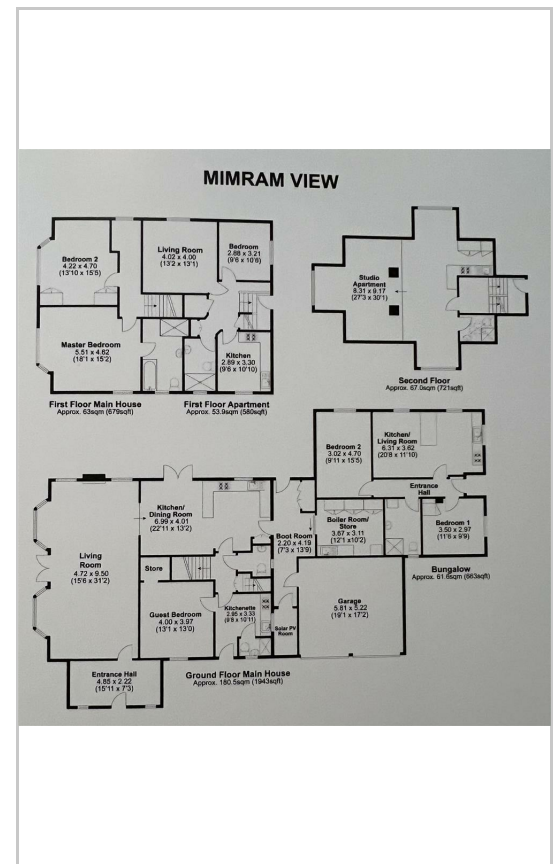 MIMRAM VIEW
Bedroom 2
4.22 x 4.70
(13'10 x 15'5)
Living Room
4.02 x 4.00
(13'2 x 13'1)
Bedroom
2.88 x 3.21
(9'6 x 10'6)
Master Bedroom
5.51 x 4.62
(18'1 x 15'2)
Kitchen
2.89 x 3.30
(9'6 x 10'10)
First Floor Main House
Approx. 63sqm (679sqft)
First Floor Apartment
Approx. 53.9sqm (580sqft)
Studio
Apartment
8.31 x 9.17
(27'3 x 30'1)
Second Floor
Approx. 67.0sqm (721sqft)
Bedroom 2
3.02 x 4.70
(9'11 x 15'5)
Kitchen/
Living Room
6.31 x 3.62
(20'8 x 11'10)
Entrance
Hall
Boiler Room/
Store
3.67 x 3.11
(12'1 x10'2)
Bedroom 1
3.50 x 2.97
(11'6 x 9'9)
Bungalow
Approx. 61.6sqm (663sqft)
Kitchen/
Dining Room
6.99 x 4.01
(22'11 x 13'2)
Boot Room
2.20 x 4.19
(7'3 x 13'9)
Living
Room
4.72 x 9.50
(15'6 x 31'2)
Store
Guest Bedroom
4.00 x 3.97
(13'1 x 13'0)
Kitchenette
2.95 x 3.33
(9'8 x 10'11)
Solar PV
Room
Garage
5.81 x 5.22
(19'1 x 17'2)
Entrance Hall
4.85 x 2.22
(15'11 x 7'3)
Ground Floor Main House
Approx. 180.5sqm (1943sqft)